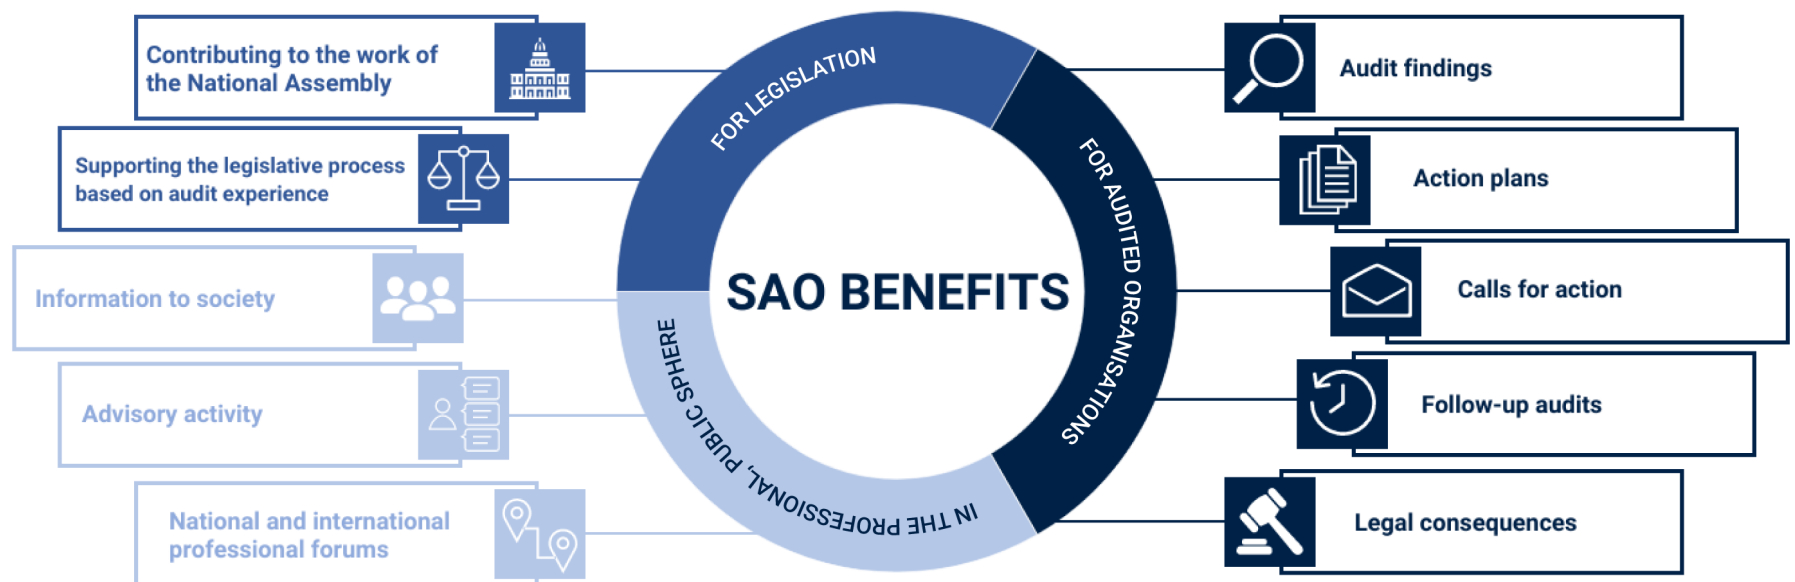 Contributing to the work of
the National Assembly
Supporting the legislative process
based on audit experience
Information to society
Advisory activity
National and international
professional forums
FOR LEGISLATION
FOR AUDITED ORGANISATIONS
IN THE PROFESSIONAL, PUBLIC SPHERE
SAO BENEFITS
Audit findings
Action plans
Calls for action
Follow-up audits
Legal consequences